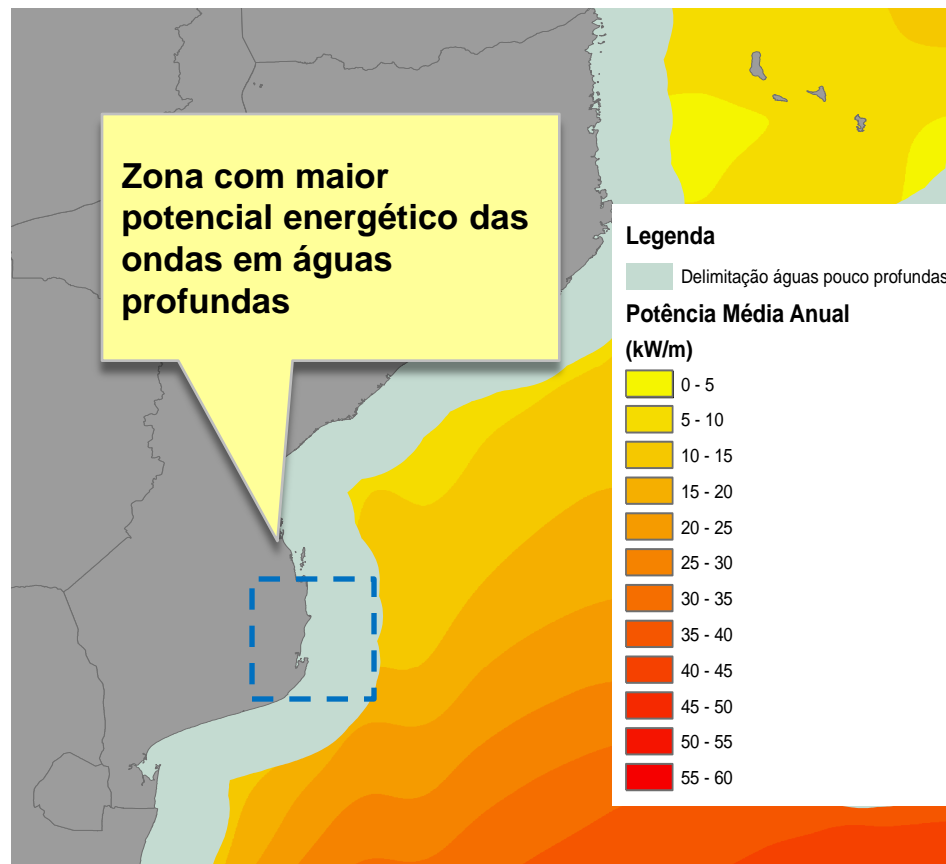 Zona com maior
potencial energético das
ondas em águas
profundas
Legenda
Delimitação águas pouco profundas
Potência Média Anual
(kW/m)
0 - 5
5 - 10
10 - 15
15 - 20
20 - 25
25 - 30
30 - 35
35 - 40
40 - 45
45 - 50
50 - 55
55 - 60